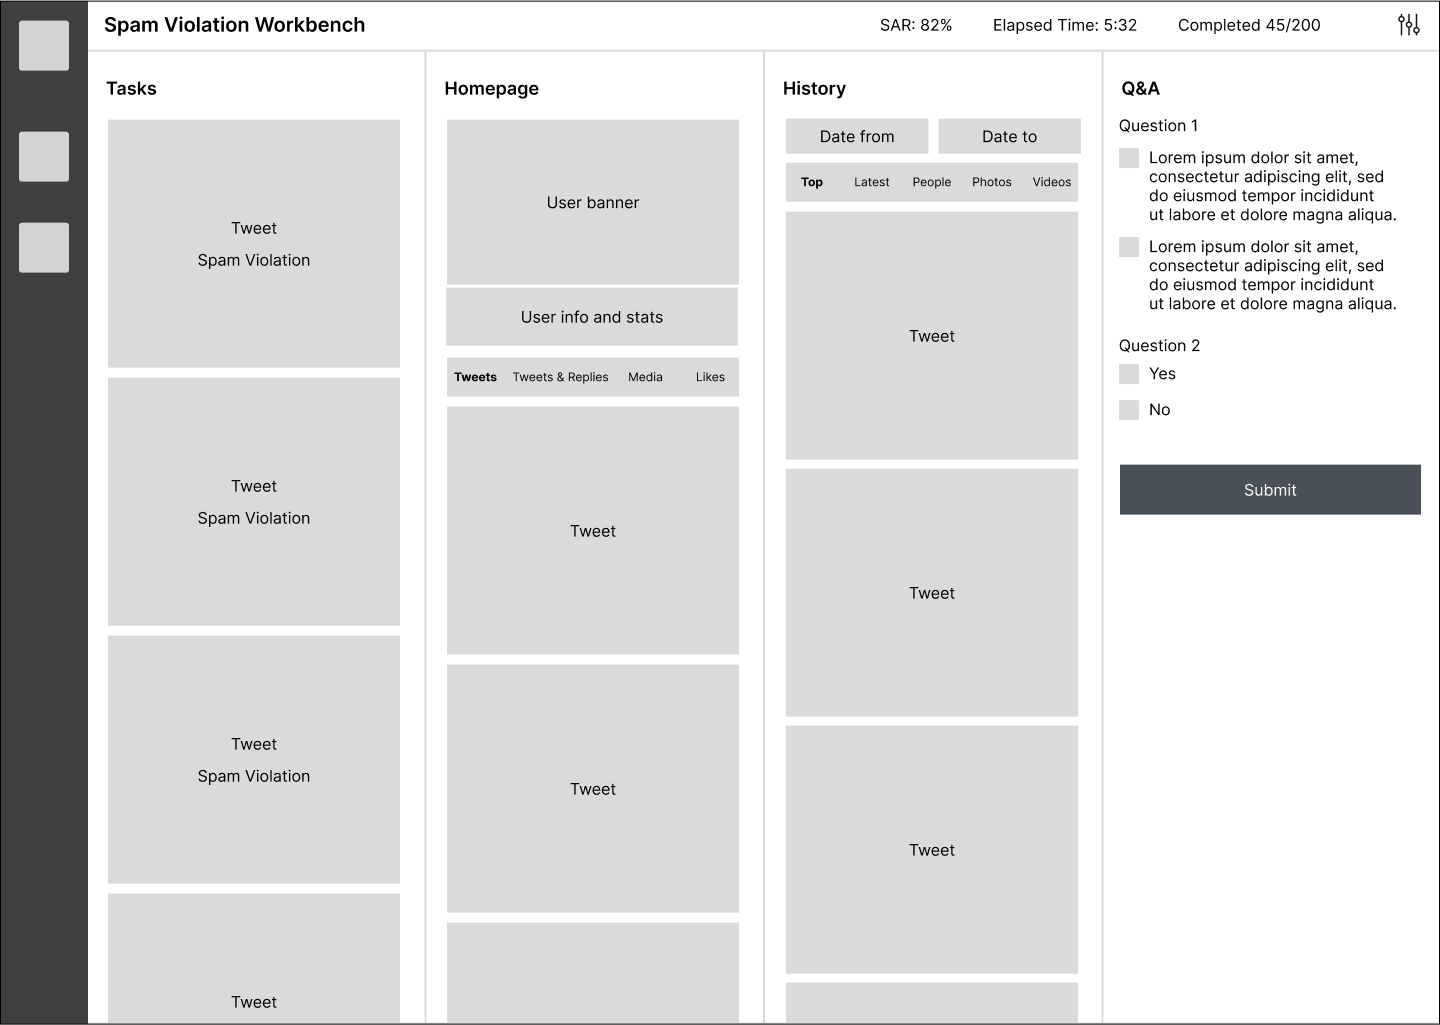 Spam Violation Workbench
SAR: 82%
Elapsed Time: 5:32
Completed 45/200
Tasks
Tweet
Spam Violation
Tweet
Spam Violation
Tweet
Spam Violation
Tweet
Homepage
User banner
User info and stats
Tweets Tweets & Replies Media Likes
Tweet
Tweet
History
Date from Date to
Top Latest People Photos Videos
Tweet
Tweet
Tweet
Q&A
Question 1
Lorem ipsum dolor sit amet,
consectetur adipiscing elit, sed
do eiusmod tempor incididunt
ut labore et dolore magna aliqua.
Lorem ipsum dolor sit amet,
consectetur adipiscing elit, sed
do eiusmod tempor incididunt
ut labore et dolore magna aliqua.
Question 2
Yes
No
Submit